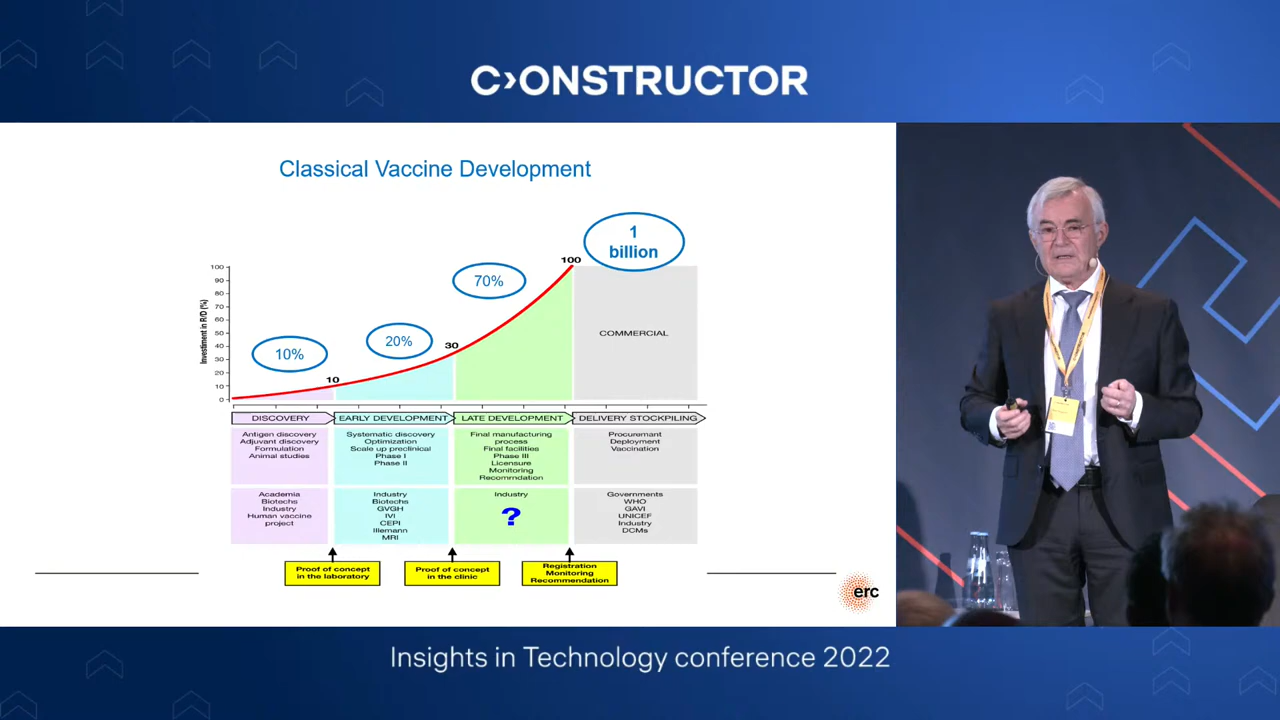 C›ONSTRUCTOR
Classical Vaccine Development
1
billion
70%
20%
10%
Investment in R/D (%)
100
90
80
70
60
50
40
30
20
10
0
10
30
100
COMMERCIAL
DISCOVERY
EARLY DEVELOPMENT
LATE DEVELOPMENT
DELIVERY STOCKPILING
Antigen discovery
Adjuvant discovery
Formulation
Animal studies
Systematic discovery
Optimization
Scale up preclinical
Phase I
Phase II
Final manufacturing
process
Final facilities
Phase III
Licensure
Monitoring
Recommndation
Procuremant
Deployment
Vaccination
Academia
Biotechs
Industry
Human vaccine
project
Industry
Biotechs
GVGH
IVI
CEPI
Illemann
MRI
Industry
?
Governments
WHO
GAVI
UNICEF
Industry
DCMs
Proof of concept
in the laboratory
Proof of concept
in the clinic
Registration
Monitoring
Recommendation
erc
Insights in Technology conference 2022